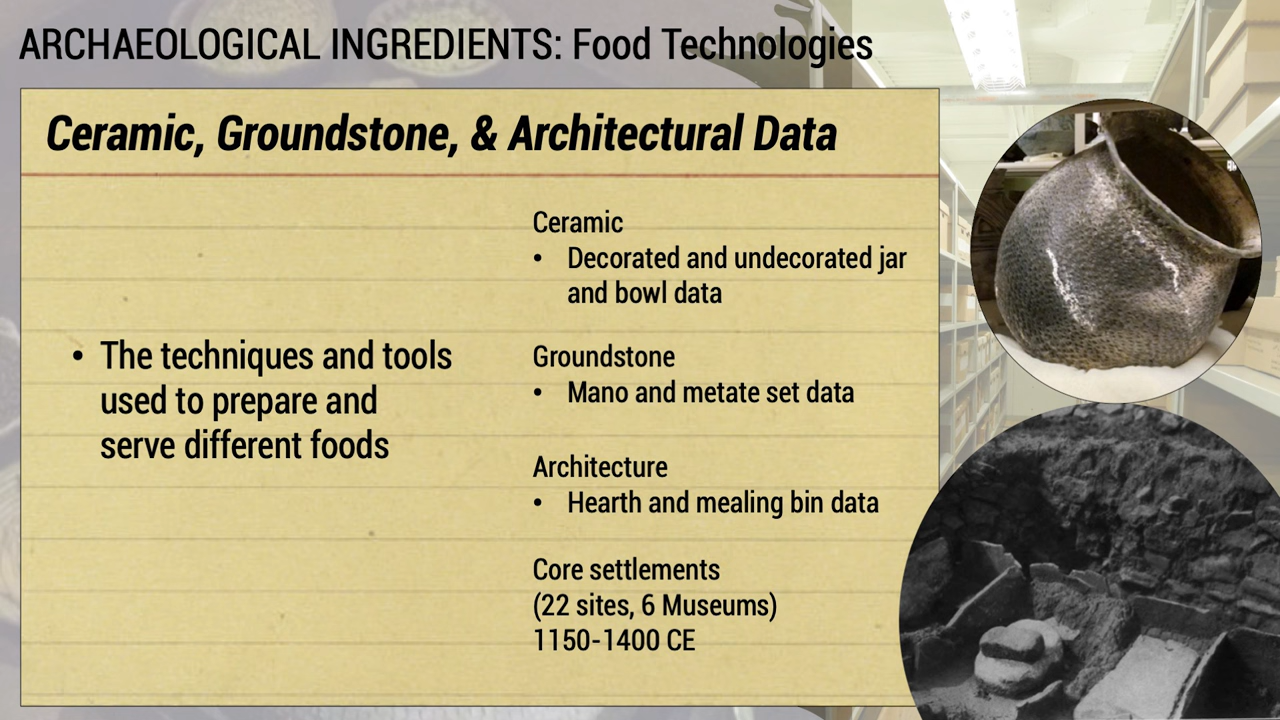 ARCHAEOLOGICAL INGREDIENTS: Food Technologies
Ceramic, Groundstone, & Architectural Data
• The techniques and tools
used to prepare and
serve different foods
Ceramic
• Decorated and undecorated jar
and bowl data
Groundstone
• Mano and metate set data
Architecture
• Hearth and mealing bin data
Core settlements
(22 sites, 6 Museums)
1150-1400 CE